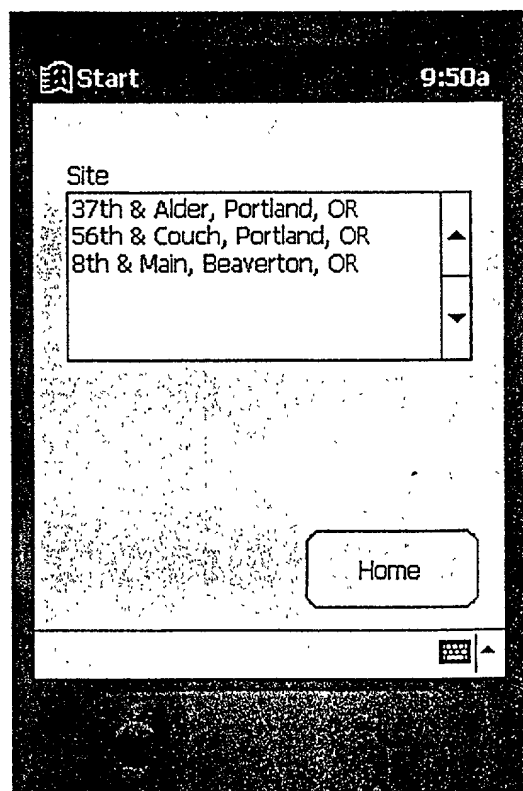 Start 9:50a
Site
37th & Alder, Portland, OR
56th & Couch, Portland, OR
8th & Main, Beaverton, OR
Home